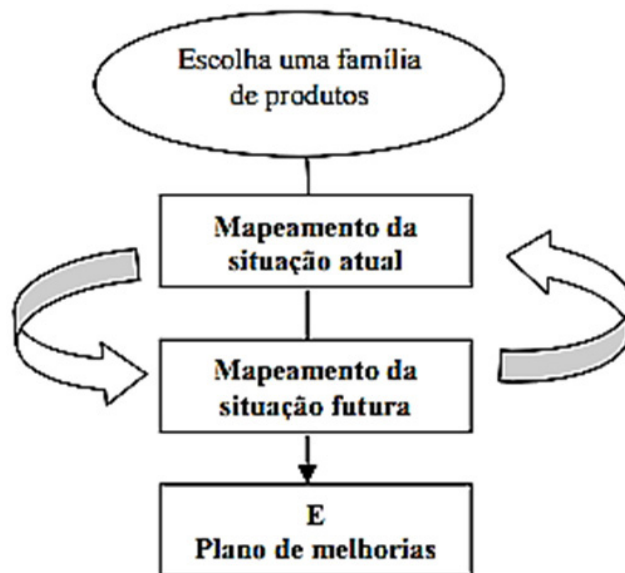 Escolha uma família
de produtos
Mapeamento da
situação atual
Mapeamento da
situação futura
E
Plano de melhorias